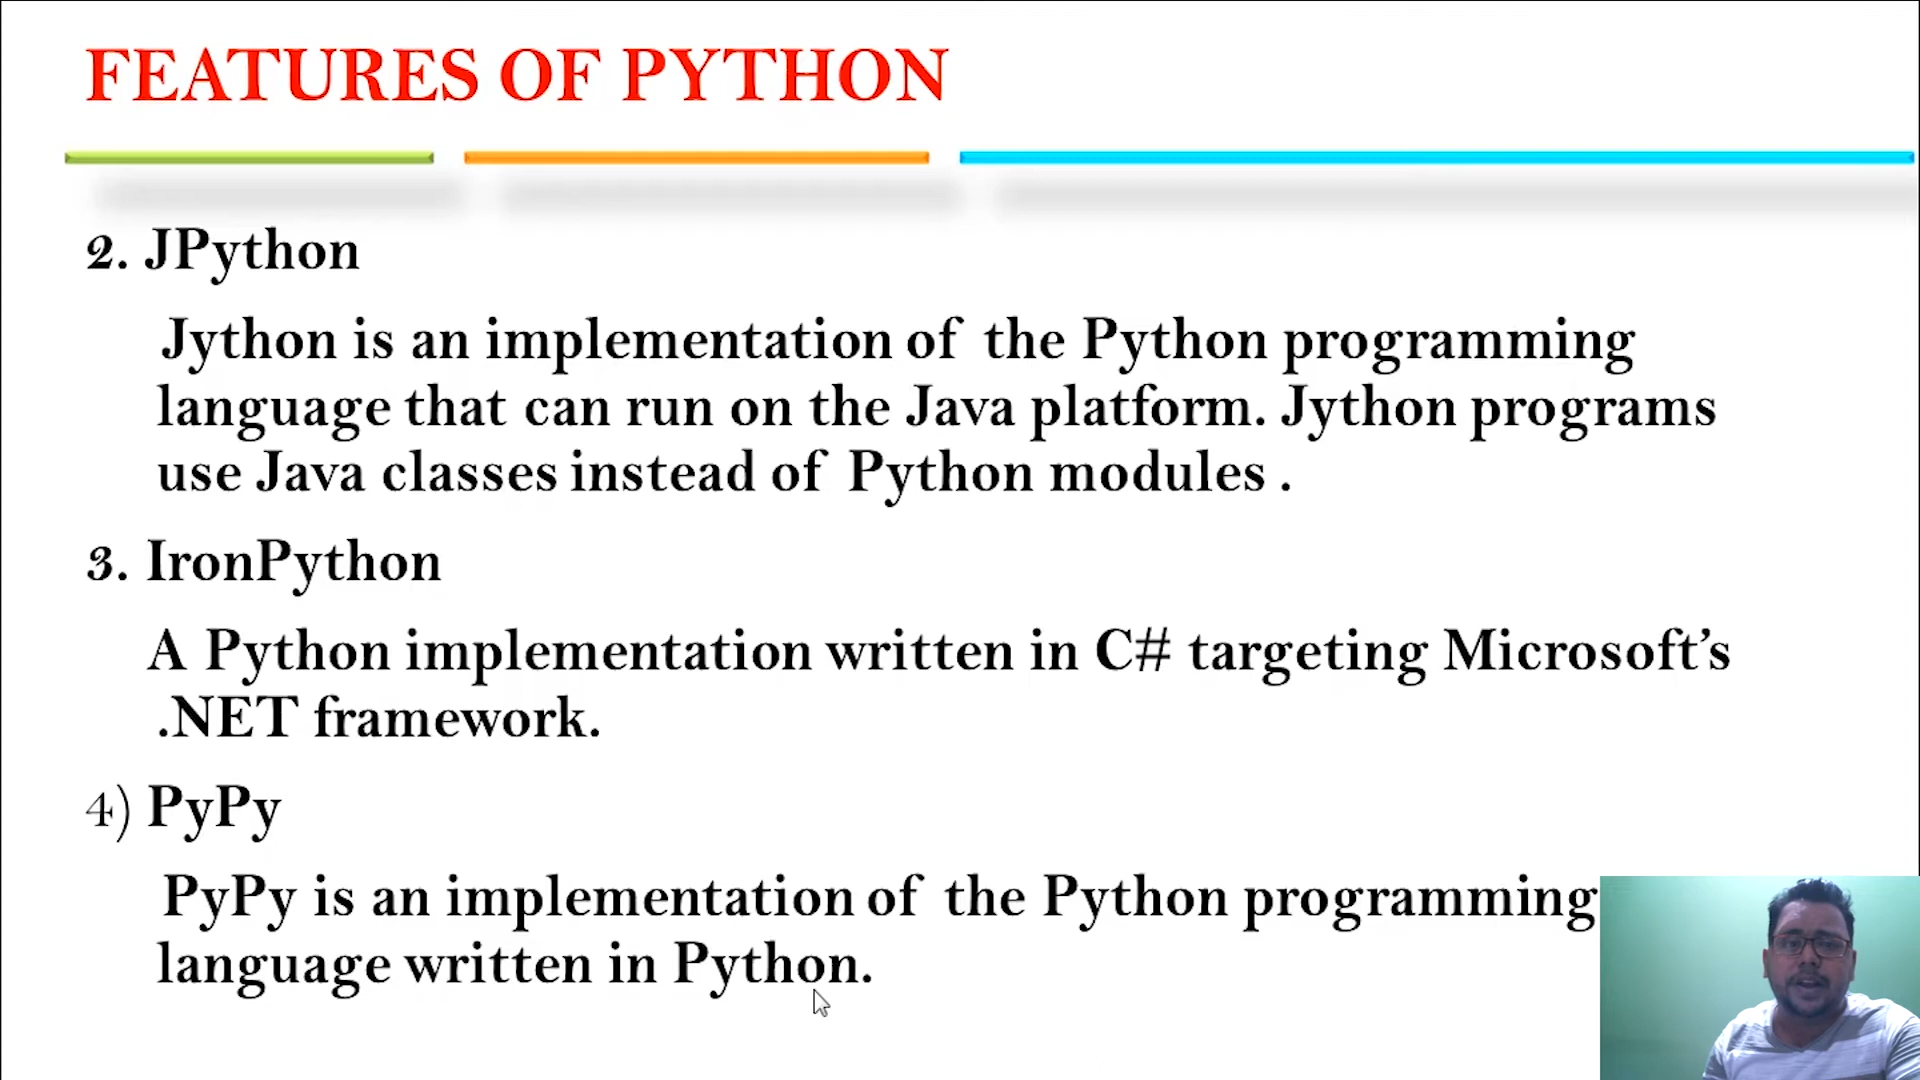 FEATURES OF PYTHON
2. JPython
Jython is an implementation of the Python programming
language that can run on the Java platform. Jython programs
use Java classes instead of Python modules .
3. IronPython
A Python implementation written in C# targeting Microsoft’s
.NET framework.
4) PyPy
PyPy is an implementation of the Python programming
language written in Python.